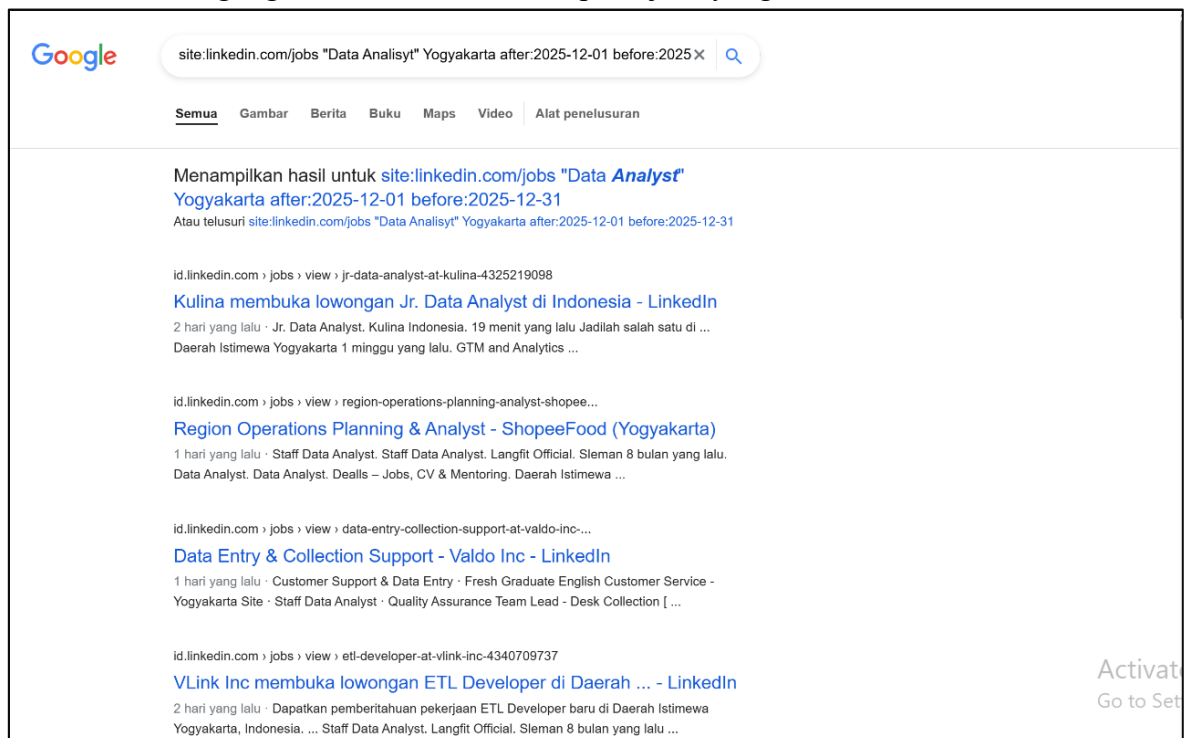 Google
site:linkedin.com/jobs "Data Analisyt" Yogyakarta after:2025-12-01 before:2025
Semua Gambar Berita Buku Maps Video Alat penelusuran
Menampilkan hasil untuk site:linkedin.com/jobs "Data Analyst"
Yogyakarta after:2025-12-01 before:2025-12-31
Atau telusuri site:linkedin.com/jobs "Data Analisyt" Yogyakarta after:2025-12-01 before:2025-12-31
id.linkedin.com › jobs › view › jr-data-analyst-at-kulina-4325219098
Kulina membuka lowongan Jr. Data Analyst di Indonesia - LinkedIn
2 hari yang lalu · Jr. Data Analyst. Kulina Indonesia. 19 menit yang lalu Jadilah salah satu di ...
Daerah Istimewa Yogyakarta 1 minggu yang lalu. GTM and Analytics ...
id.linkedin.com › jobs › view › region-operations-planning-analyst-shopee...
Region Operations Planning & Analyst - ShopeeFood (Yogyakarta)
1 hari yang lalu · Staff Data Analyst. Staff Data Analyst. Langfit Official. Sleman 8 bulan yang lalu.
Data Analyst. Data Analyst. Dealls – Jobs, CV & Mentoring. Daerah Istimewa ...
id.linkedin.com › jobs › view › data-entry-collection-support-at-valdo-inc-...
Data Entry & Collection Support - Valdo Inc - LinkedIn
1 hari yang lalu · Customer Support & Data Entry · Fresh Graduate English Customer Service -
Yogyakarta Site · Staff Data Analyst · Quality Assurance Team Lead - Desk Collection [ ...
id.linkedin.com › jobs › view › etl-developer-at-vlink-inc-4340709737
VLink Inc membuka lowongan ETL Developer di Daerah ... - LinkedIn
2 hari yang lalu · Dapatkan pemberitahuan pekerjaan ETL Developer baru di Daerah Istimewa
Yogyakarta, Indonesia. ... Staff Data Analyst. Langfit Official. Sleman 8 bulan yang lalu ...
Activat
Go to Set